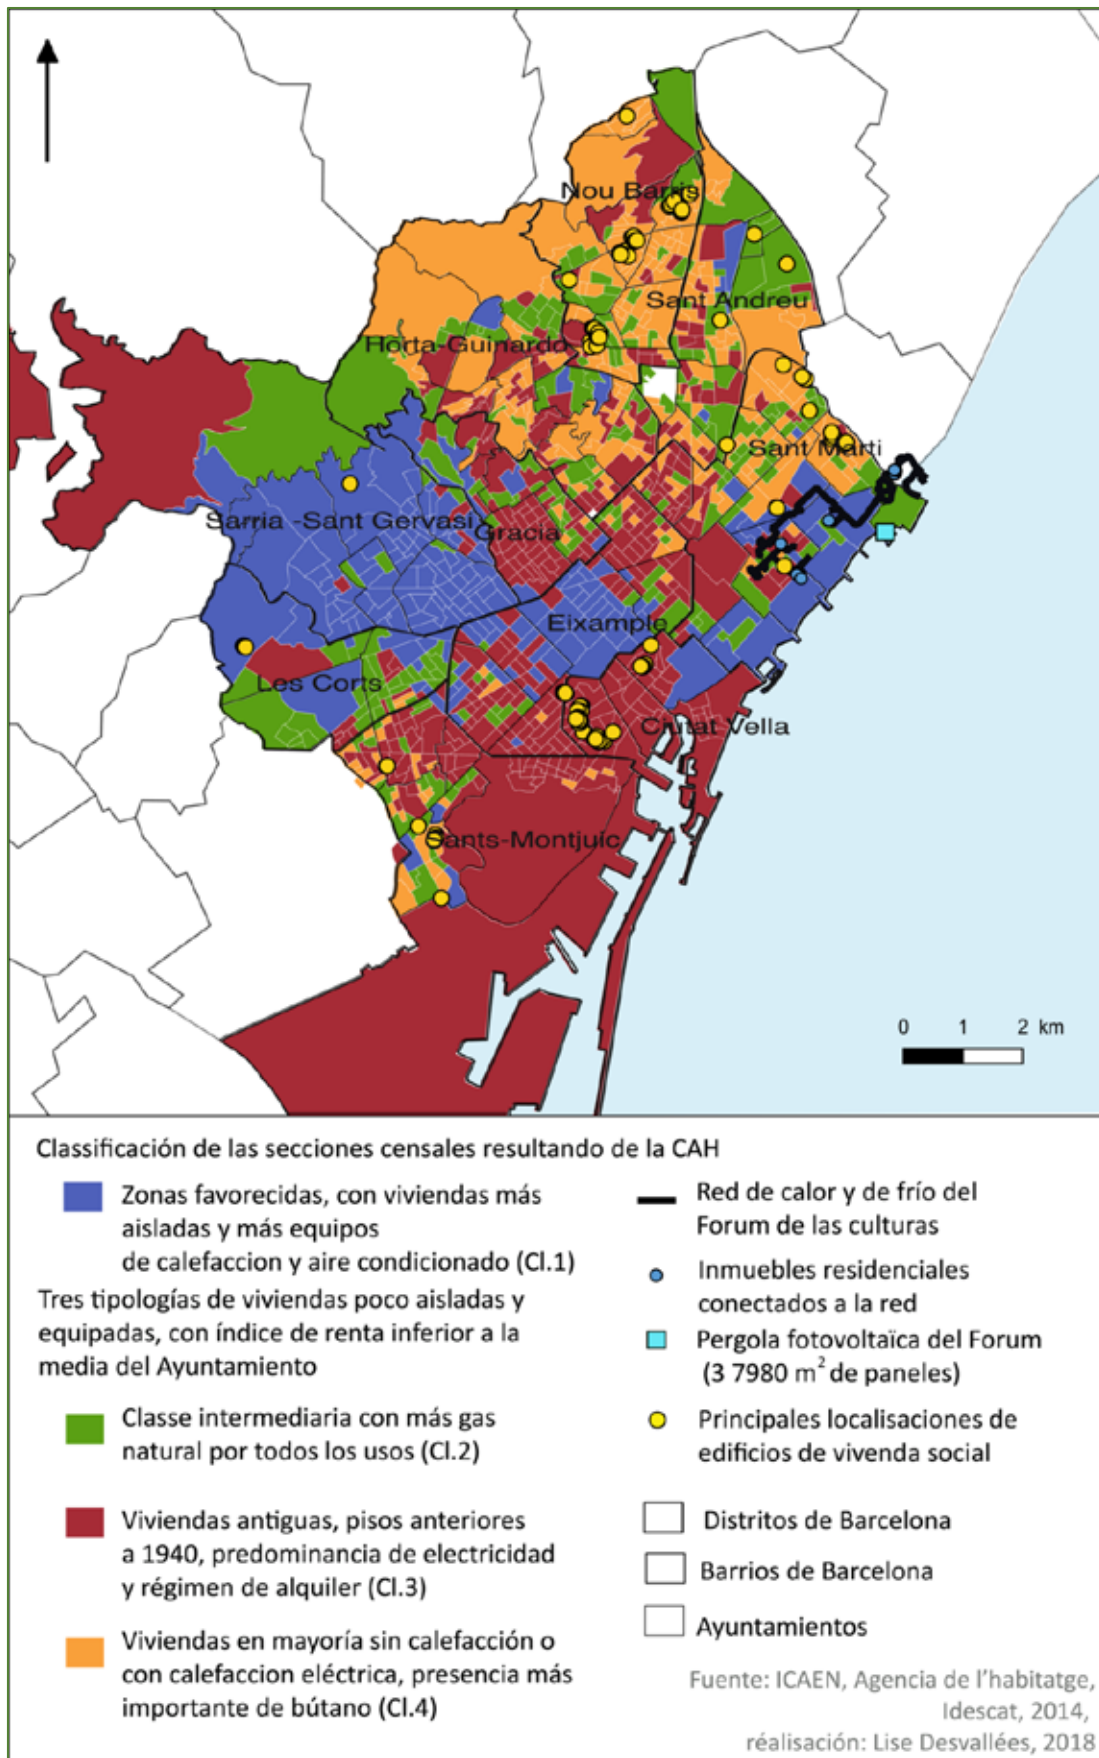 Nou Barris
Sant Andreu
Horta-Guinardo
Sant Marti
Sarria -Sant Gervasi
Gracia
Eixample
Les Corts
Ciutat Vella
Sants-Montjuïc
0 1 2 km
Classificación de las secciones censales resultando de la CAH
Zonas favorecidas, con viviendas más
aisladas y más equipos
de calefaccion y aire condicionado (Cl.1)
Tres tipologías de viviendas poco aisladas y
equipadas, con índice de renta inferior a la
media del Ayuntamiento
Classe intermediaria con más gas
natural por todos los usos (Cl.2)
Viviendas antiguas, pisos anteriores
a 1940, predominancia de electricidad
y régimen de alquiler (Cl.3)
Viviendas en mayoría sin calefacción o
con calefaccion eléctrica, presencia más
importante de bútano (Cl.4)
Red de calor y de frío del
Forum de las culturas
Inmuebles residenciales
conectados a la red
Pergola fotovoltaïca del Forum
(3 7980 m² de paneles)
Principales localisaciones de
edificios de vivenda social
Distritos de Barcelona
Barrios de Barcelona
Ayuntamientos
Fuente: ICAEN, Agencia de l'habitatge,
Idescat, 2014,
réalisación: Lise Desvallées, 2018